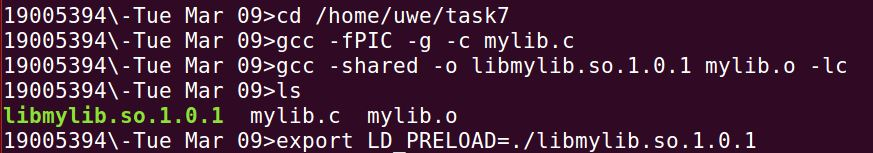 19005394\-Tue Mar 09>cd /home/uwe/task7
19005394\-Tue Mar 09>gcc -fPIC -g -c mylib.c
19005394\-Tue Mar 09>gcc -shared -o libmylib.so.1.0.1 mylib.o -lc
19005394\-Tue Mar 09>ls
libmylib.so.1.0.1  mylib.c  mylib.o
19005394\-Tue Mar 09>export LD_PRELOAD=./libmylib.so.1.0.1